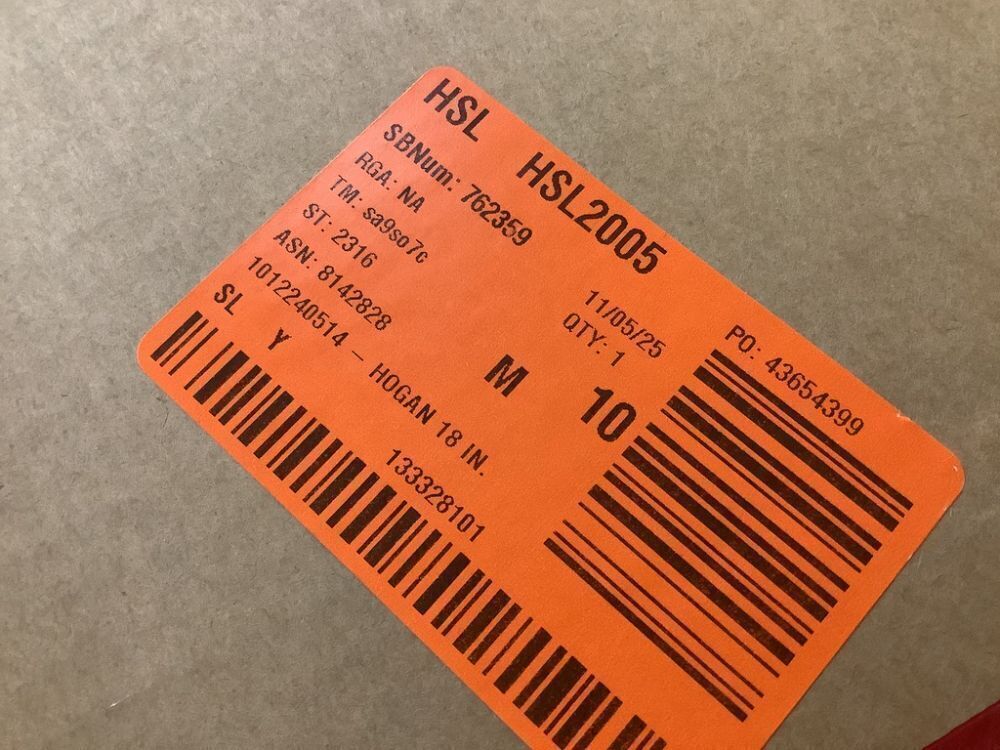 HSL HSL2005
SBNum: 762359
RGA: NA
TM: sa9so7c 11/05/25
ST: 2316 QTY: 1
ASN: 8142828 PO: 43654399
1012240514 - HOGAN 18 IN.
SL Y M 10
133328101